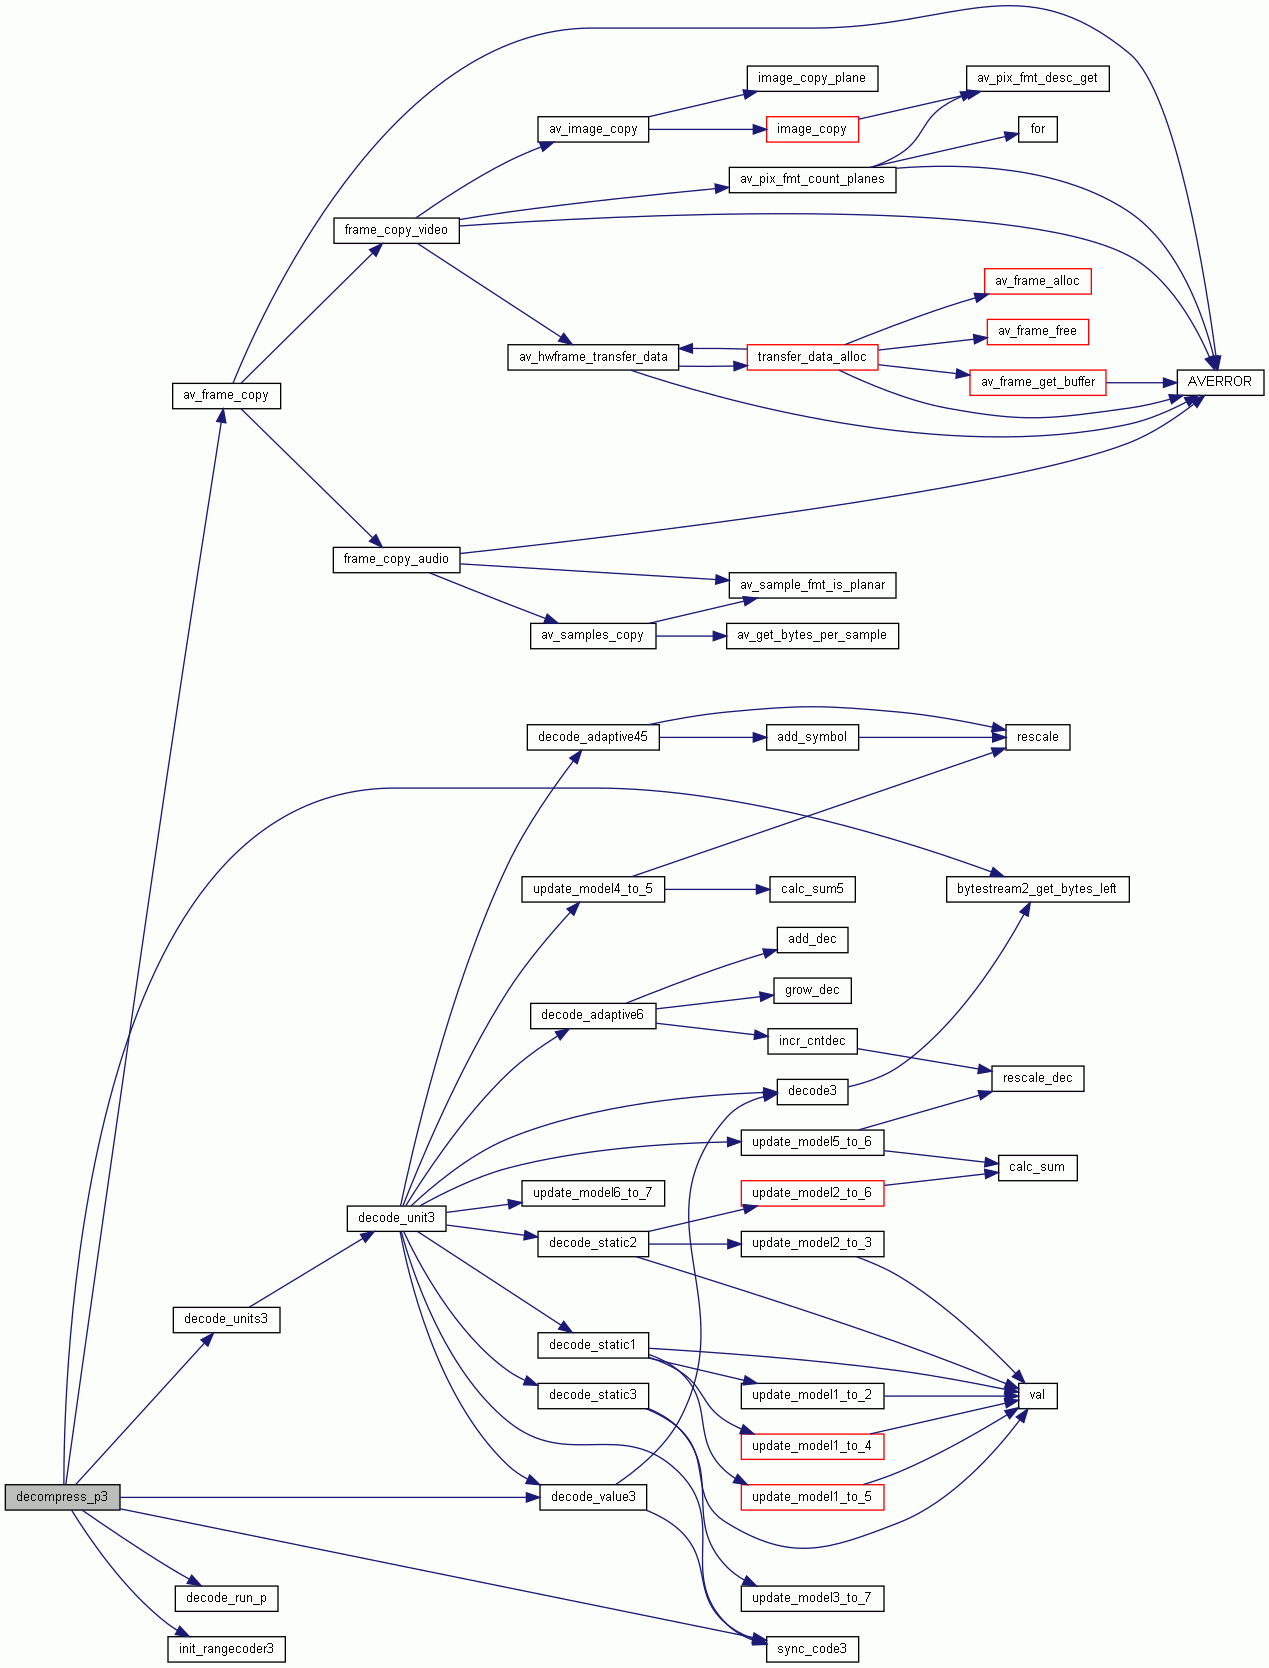 image_copy_plane
av_pix_fmt_desc_get
av_image_copy
image_copy
for
av_pix_fmt_count_planes
frame_copy_video
av_frame_alloc
av_frame_free
av_hwframe_transfer_data
transfer_data_alloc
av_frame_get_buffer
AVERROR
av_frame_copy
frame_copy_audio
av_sample_fmt_is_planar
av_samples_copy
av_get_bytes_per_sample
decode_adaptive45
add_symbol
rescale
update_model4_to_5
calc_sum5
bytestream2_get_bytes_left
add_dec
grow_dec
decode_adaptive6
incr_cntdec
rescale_dec
decode3
update_model5_to_6
calc_sum
update_model6_to_7
update_model2_to_6
decode_unit3
decode_static2
update_model2_to_3
decode_units3
decode_static1
decode_static3
update_model1_to_2
val
update_model1_to_4
decompress_p3
decode_value3
update_model1_to_5
decode_run_p
update_model3_to_7
init_rangecoder3
sync_code3